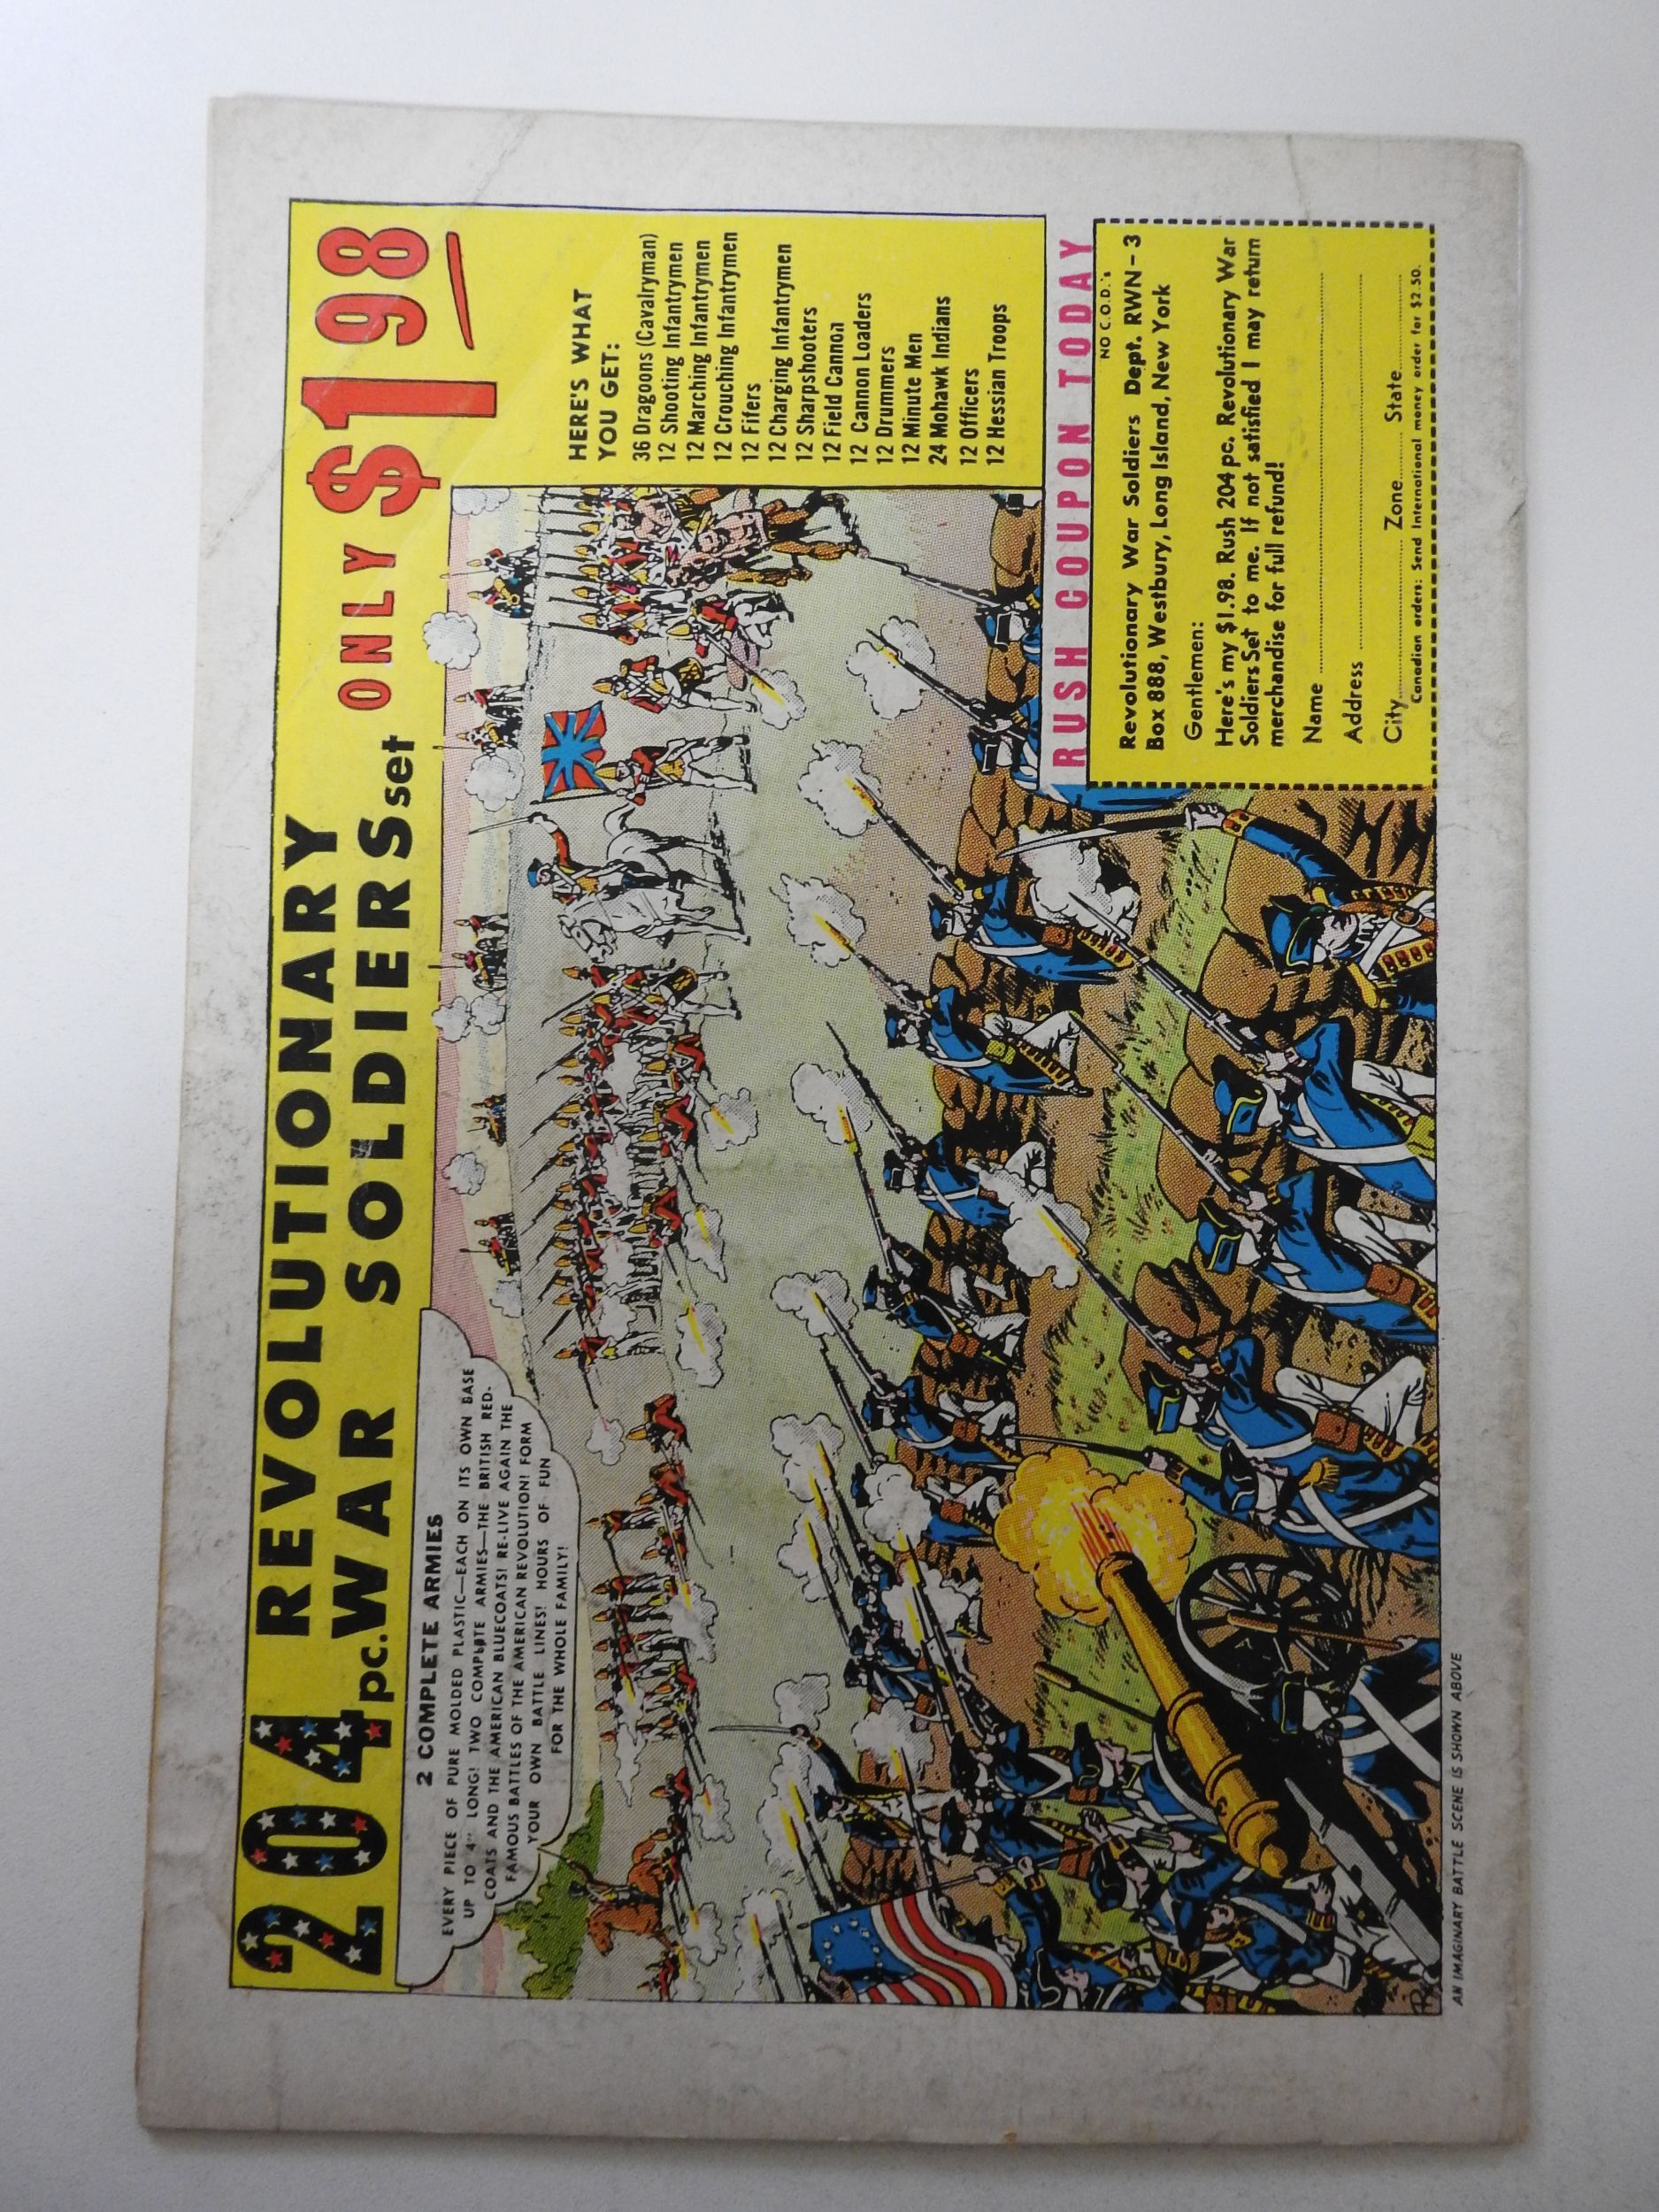 204 REVOLUTIONARY
pc. WAR SOLDIERS set ONLY $1 98
2 COMPLETE ARMIES
EVERY PIECE OF PURE MOLDED PLASTIC—EACH ON ITS OWN BASE
UP TO 4" LONG! TWO COMPLETE ARMIES—THE BRITISH RED-
COATS AND THE AMERICAN BLUECOATS! RE-LIVE AGAIN THE
FAMOUS BATTLES OF THE AMERICAN REVOLUTION! FORM
YOUR OWN BATTLE LINES! HOURS OF FUN
FOR THE WHOLE FAMILY!
HERE'S WHAT
YOU GET:
36 Dragoons (Cavalryman)
12 Shooting Infantrymen
12 Marching Infantrymen
12 Crouching Infantrymen
12 Fifers
12 Charging Infantrymen
12 Sharpshooters
12 Field Cannon
12 Cannon Loaders
12 Drummers
12 Minute Men
24 Mohawk Indians
12 Officers
12 Hessian Troops
RUSH COUPON TODAY
NO C.O.D.'s
Revolutionary War Soldiers Dept. RWN-3
Box 888, Westbury, Long Island, New York
Gentlemen:
Here's my $1.98. Rush 204 pc. Revolutionary War
Soldiers Set to me. If not satisfied I may return
merchandise for full refund!
Name
Address
City Zone State
Canadian orders: Send International money order for $2.50.
AN IMAGINARY BATTLE SCENE IS SHOWN ABOVE